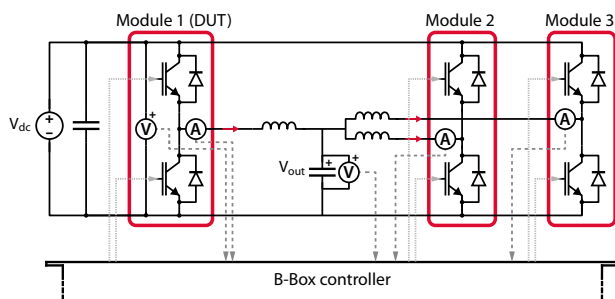 Module 1 (DUT)
Module 2
Module 3
V
A
A
A
Vdc
Vout
V
B-Box controller